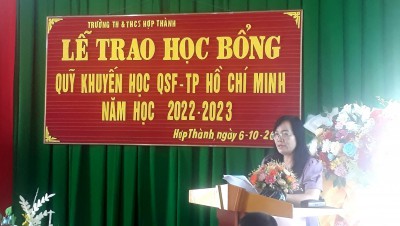 TRƯỜNG TH & THCS HỢP THÀNH
LỄ TRAO HỌC BỔNG
QUỸ KHUYẾN HỌC QSF-TP HỒ CHÍ MINH
NĂM HỌC 2022-2023
Hợp Thành, ngày 6-10-20